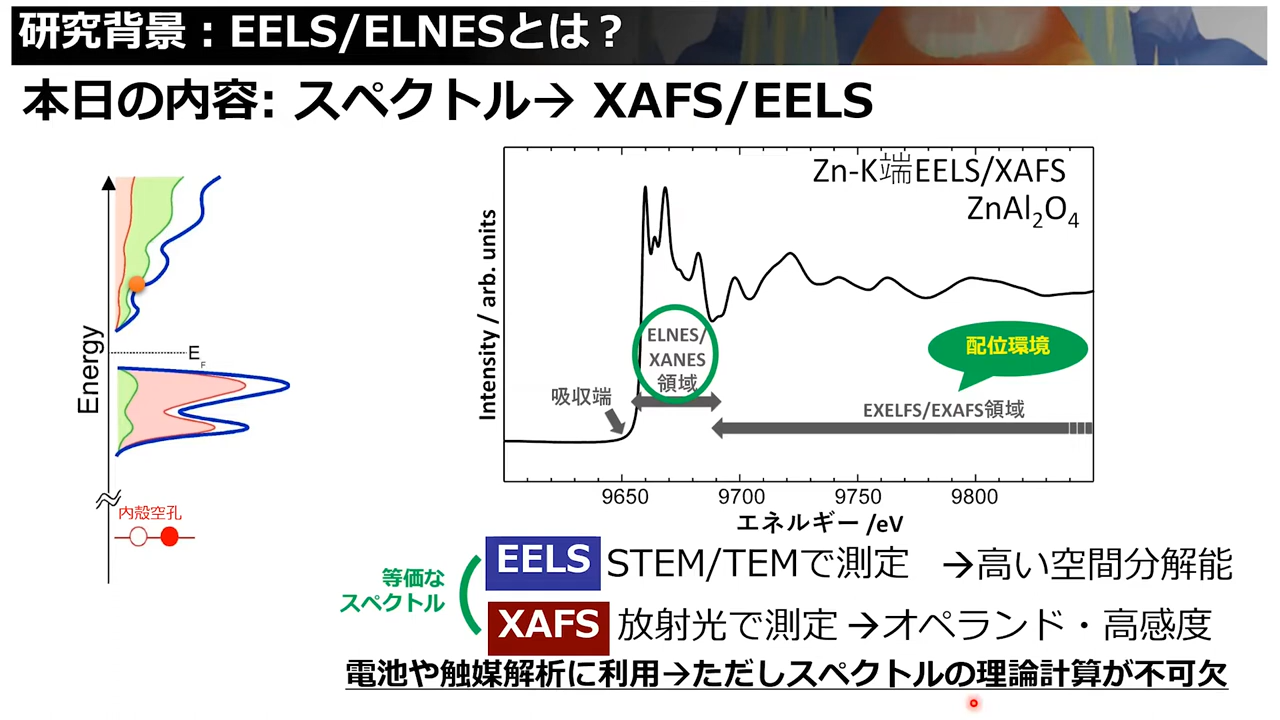 研究背景：EELS/ELNESとは？
本日の内容: スペクトル→ XAFS/EELS
Energy
E_F
内殻空孔
Zn-K端EELS/XAFS
ZnAl₂O₄
Intensity / arb. units
ELNES/
XANES
領域
配位環境
吸収端
EXELFS/EXAFS領域
9650 9700 9750 9800
エネルギー /eV
等価な
スペクトル
EELS STEM/TEMで測定 →高い空間分解能
XAFS 放射光で測定 →オペランド・高感度
電池や触媒解析に利用→ただしスペクトルの理論計算が不可欠